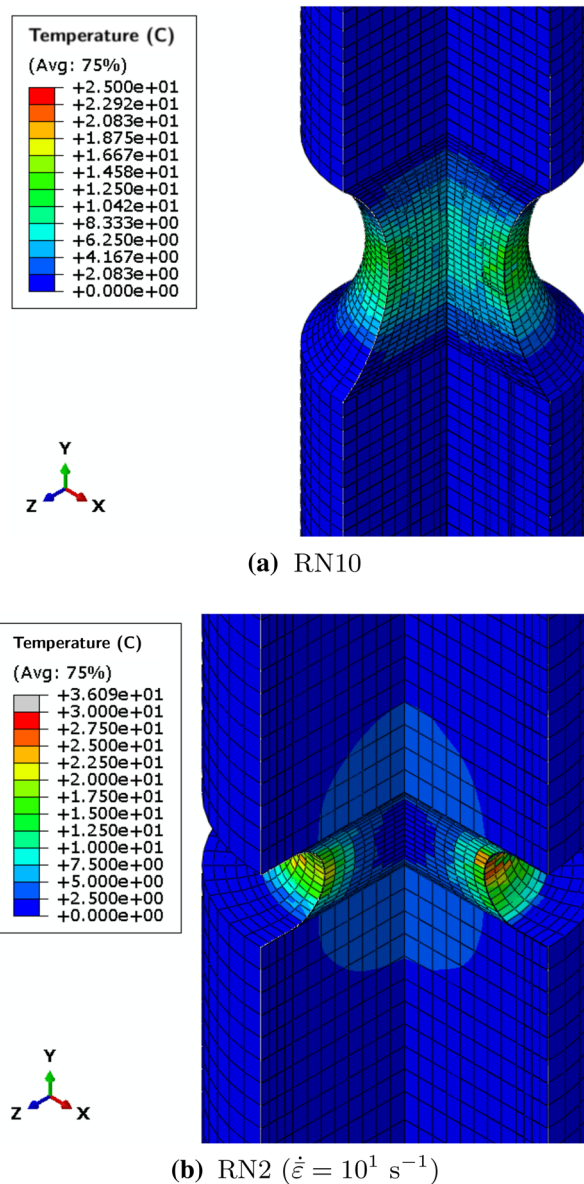 Temperature (C)
(Avg: 75%)
+2.500e+01
+2.292e+01
+2.083e+01
+1.875e+01
+1.667e+01
+1.458e+01
+1.250e+01
+1.042e+01
+8.333e+00
+6.250e+00
+4.167e+00
+2.083e+00
+0.000e+00
Y
Z X
(a) RN10
Temperature (C)
(Avg: 75%)
+3.609e+01
+3.000e+01
+2.750e+01
+2.500e+01
+2.250e+01
+2.000e+01
+1.750e+01
+1.500e+01
+1.250e+01
+1.000e+01
+7.500e+00
+5.000e+00
+2.500e+00
+0.000e+00
Y
Z X
(b) RN2 (ε̄̇ = 10¹ s⁻¹)